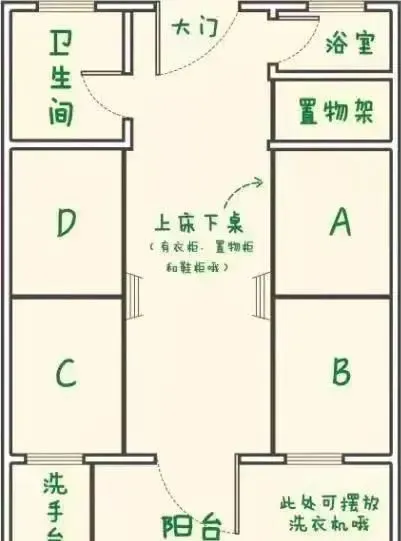 大门
卫生间
浴室
置物架
D
上床下桌
(有衣柜、置物柜
和鞋柜哦)
A
C
B
洗手台
阳台
此处可摆放
洗衣机哦